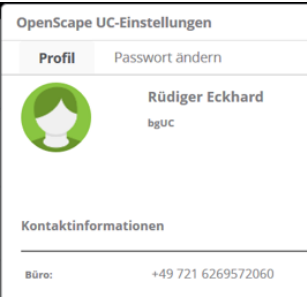 OpenScape UC-Einstellungen
Profil Passwort ändern
Rüdiger Eckhard
bgUC
Kontaktinformationen
Büro: +49 721 6269572060